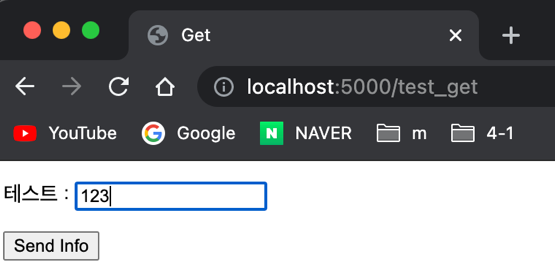 Get
localhost:5000/test_get
YouTube Google N NAVER m 4-1
테스트 : 123
Send Info